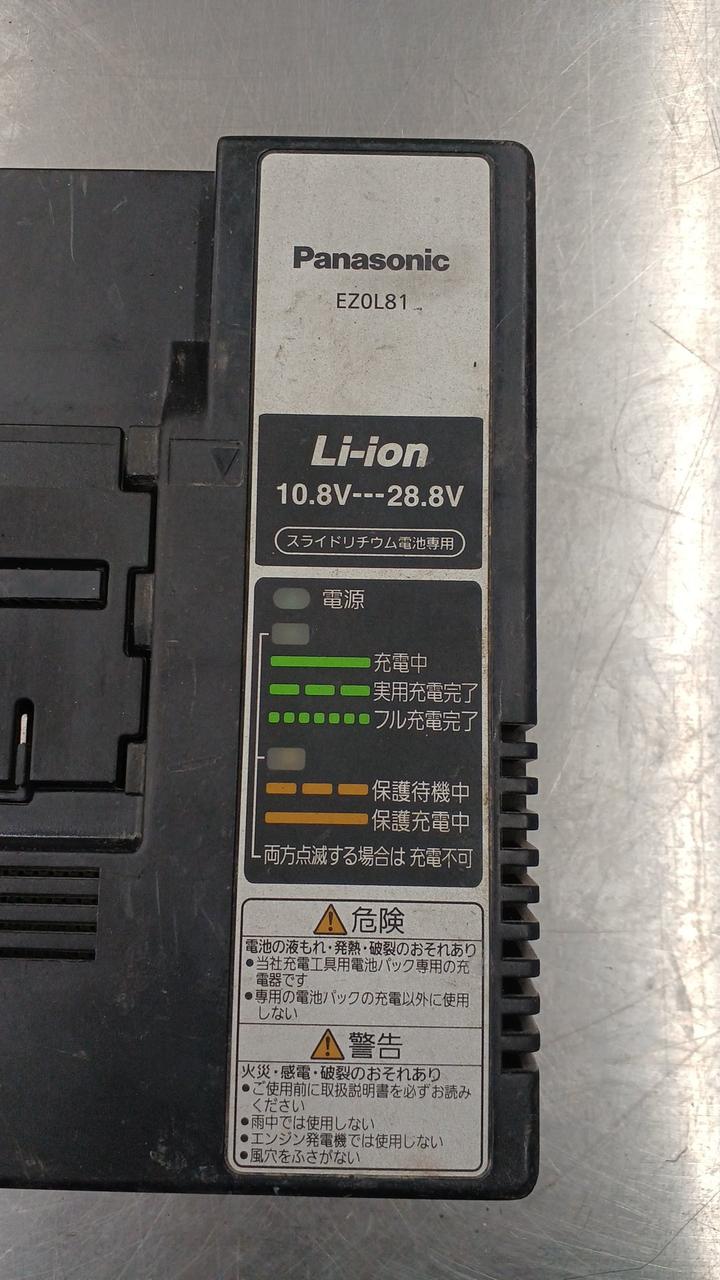 Panasonic
EZ0L81
Li-ion
10.8V---28.8V
スライドリチウム電池専用
電源
充電中
実用充電完了
フル充電完了
保護待機中
保護充電中
両方点滅する場合は充電不可
危険
電池の液もれ・発熱・破裂のおそれあり
●当社充電工具用電池パック専用の充
電器です
●専用の電池パックの充電以外に使用
しない
警告
火災・感電・破裂のおそれあり
●ご使用前に取扱説明書を必ずお読み
ください
●雨中では使用しない
●エンジン発電機では使用しない
●風穴をふさがない